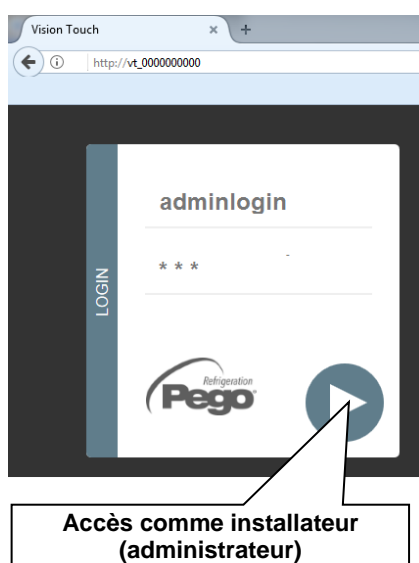 Vision Touch
http://vt_0000000000
adminlogin
* * *
LOGIN
Refrigeration
Pego
Accès comme installateur
(administrateur)